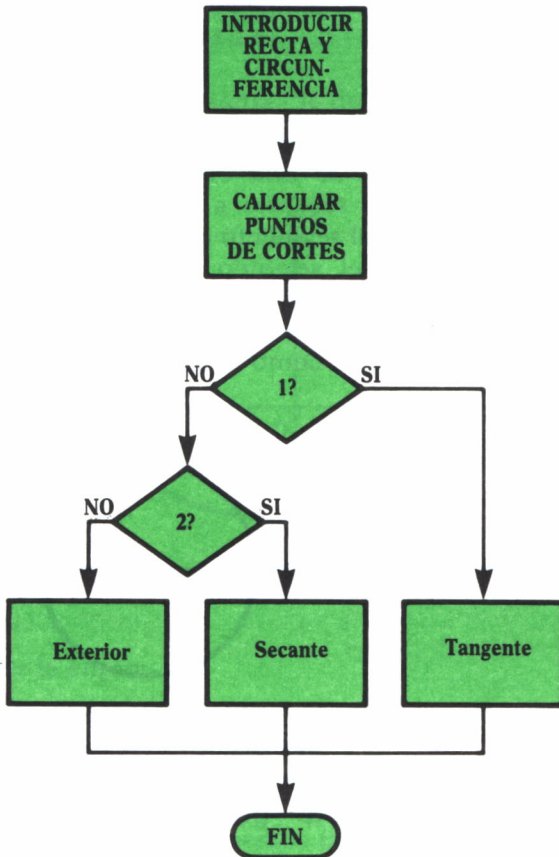 INTRODUCIR
RECTA Y
CIRCUN-
FERENCIA
CALCULAR
PUNTOS
DE CORTES
NO
1?
SI
NO
2?
SI
Exterior
Secante
Tangente
FIN